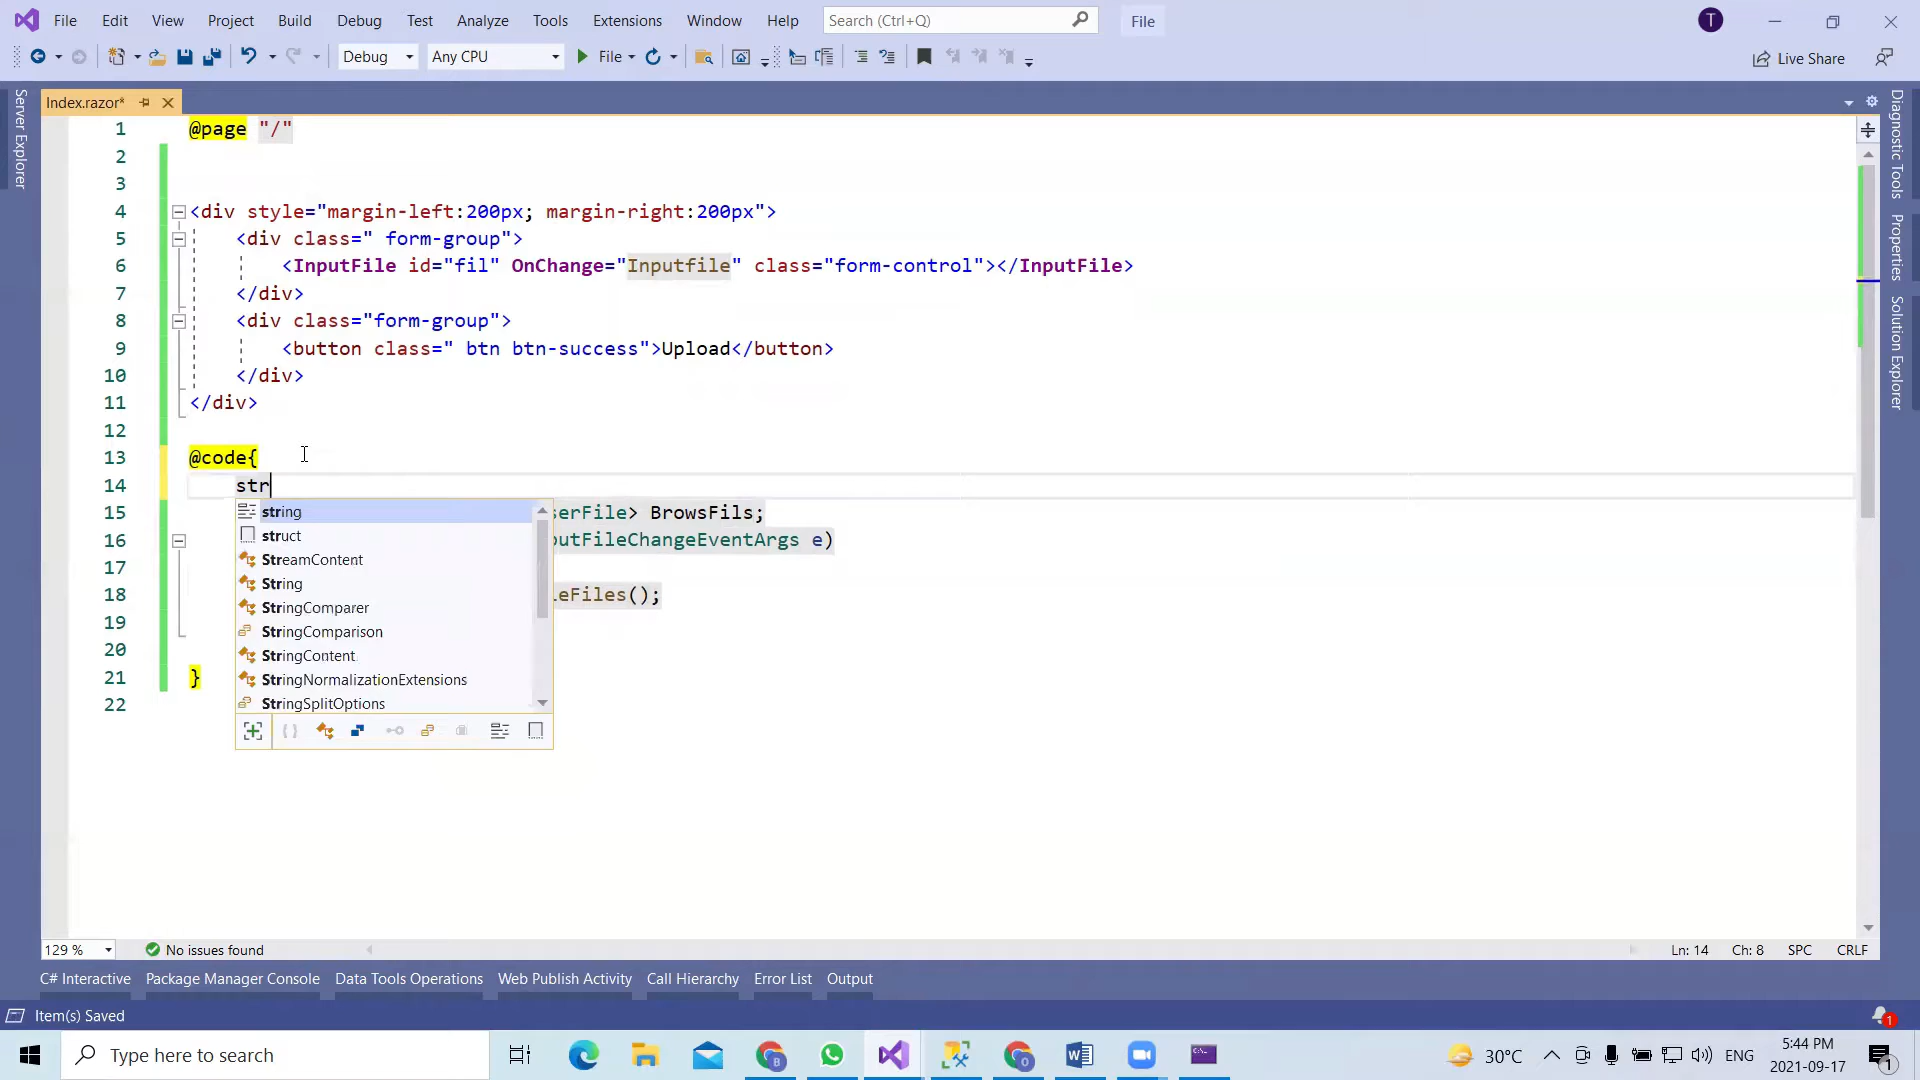 File Edit View Project Build Debug Test Analyze Tools Extensions Window Help Search (Ctrl+Q) File T
Debug Any CPU File Live Share
Server Explorer
Index.razor*
Diagnostic Tools
Properties
Solution Explorer
1 @page "/"
2
3
4 <div style="margin-left:200px; margin-right:200px">
5 <div class=" form-group">
6 <InputFile id="fil" OnChange="Inputfile" class="form-control"></InputFile>
7 </div>
8 <div class="form-group">
9 <button class=" btn btn-success">Upload</button>
10 </div>
11 </div>
12
13 @code{
14 str
15 serFile> BrowsFils;
16 putFileChangeEventArgs e)
17
18 leFiles();
19
20
21 }
22
string
struct
StreamContent
String
StringComparer
StringComparison
StringContent
StringNormalizationExtensions
StringSplitOptions
129 % No issues found Ln: 14 Ch: 8 SPC CRLF
C# Interactive Package Manager Console Data Tools Operations Web Publish Activity Call Hierarchy Error List Output
Item(s) Saved 1
Type here to search 30°C ENG 5:44 PM
2021-09-17 1